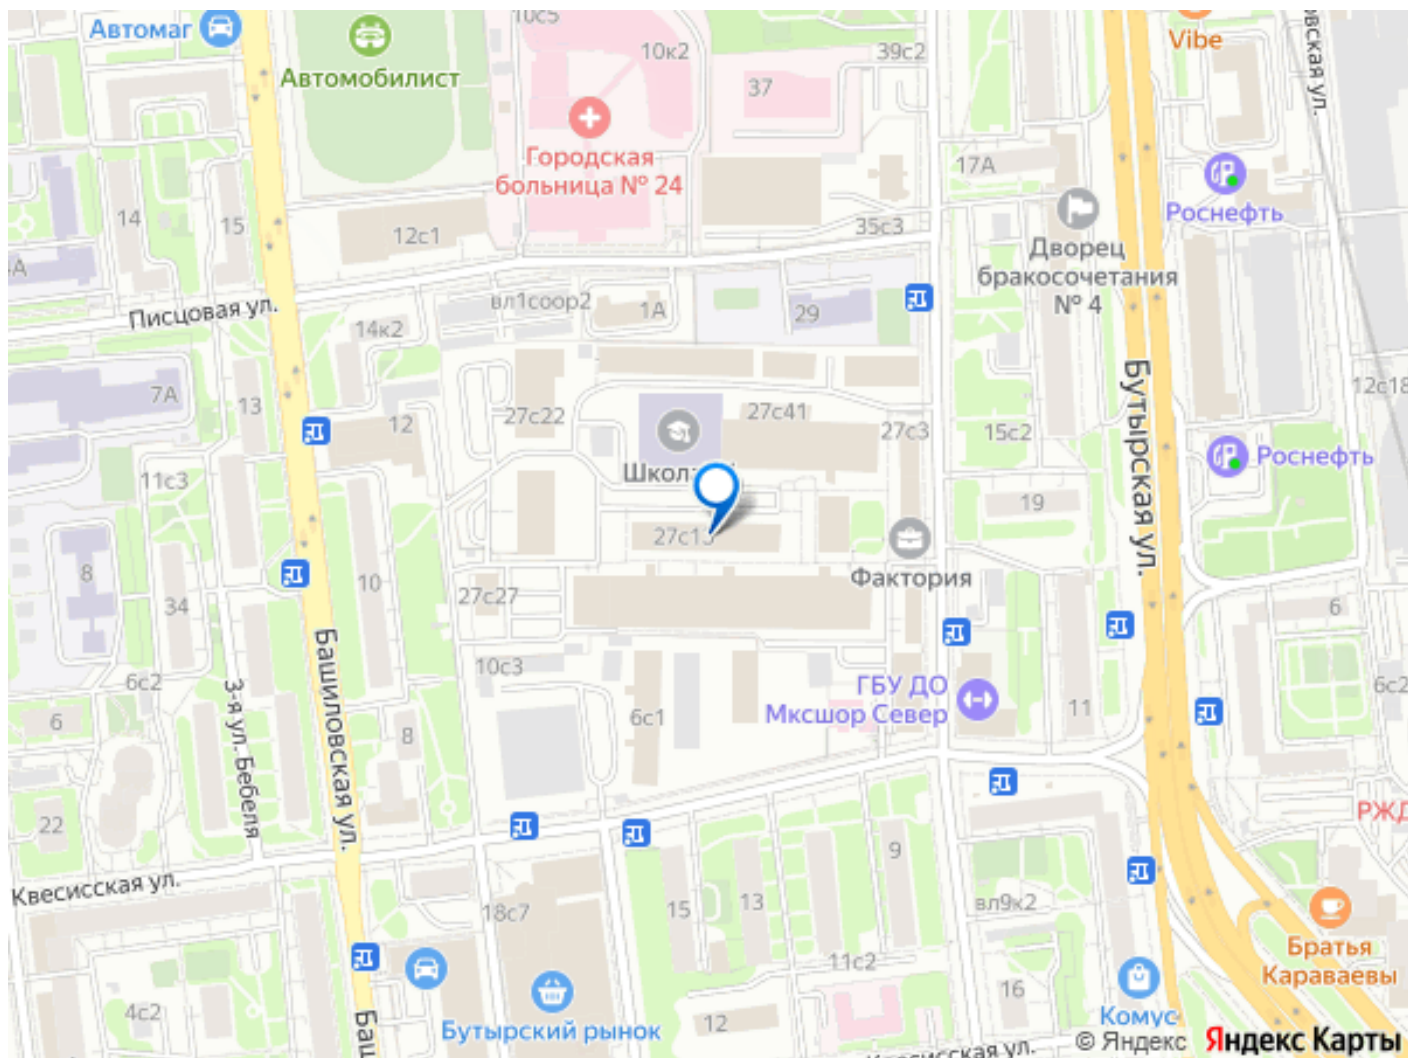 10с5
Автомаг
Автомобилист
10к2
39с2
37
Vibe
Городская
больница № 24
17А
Роснефть
14
15
12с1
35с3
Дворец
бракосочетания
№ 4
Писцовая ул.
вл1соор2
1А
29
14к2
7А
13
12
27с22
27с41
27с3
15с2
12с18
Бутырская ул.
Роснефть
11с3
19
8
34
10
27с27
Фактория
6
Башиловская ул.
10с3
6с2
3-я ул. Бебеля
6
8
6с1
ГБУ ДО
Мксшор Север
11
6с2
22
РЖД
Квесисская ул.
18с7
15
13
9
вл9к2
Братья
Караваевы
11с2
4с2
16
12
Бутырский рынок
Комус
© Яндекс
Яндекс Карты